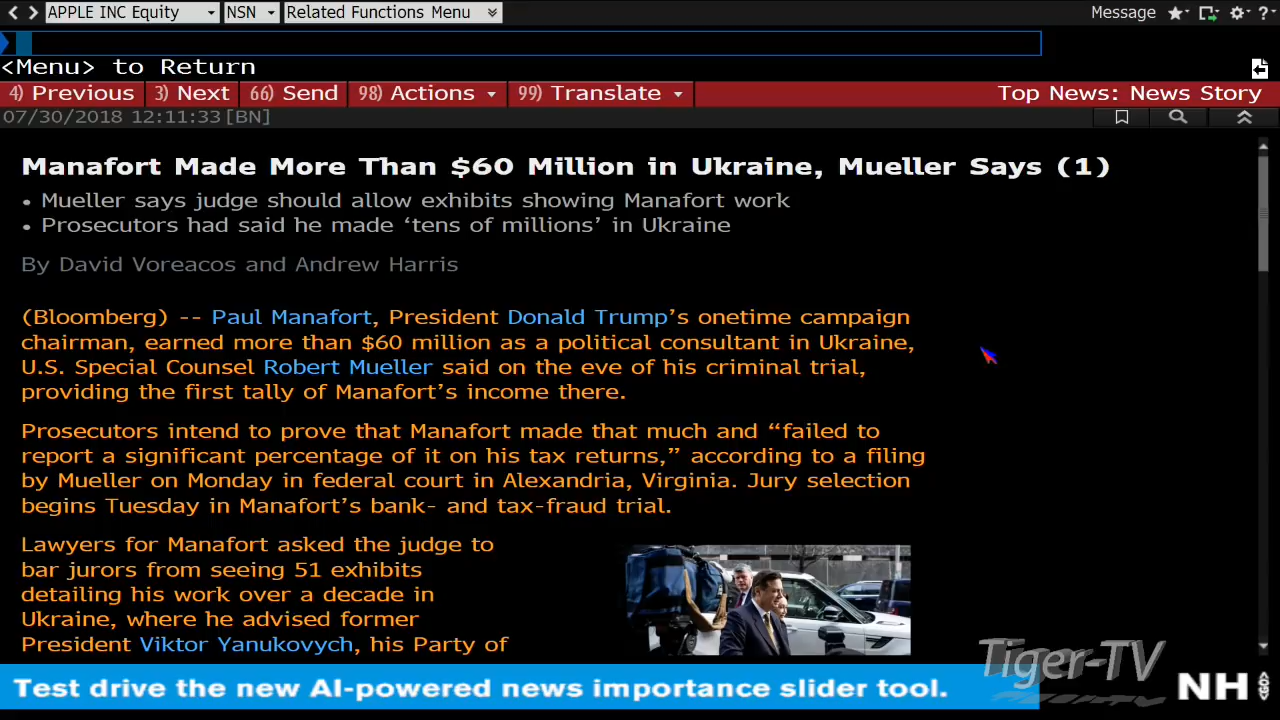 APPLE INC Equity NSN Related Functions Menu Message ?
<Menu> to Return
4) Previous 3) Next 66) Send 98) Actions 99) Translate Top News: News Story
07/30/2018 12:11:33 [BN]
Manafort Made More Than $60 Million in Ukraine, Mueller Says (1)
• Mueller says judge should allow exhibits showing Manafort work
• Prosecutors had said he made ‘tens of millions’ in Ukraine
By David Voreacos and Andrew Harris
(Bloomberg) -- Paul Manafort, President Donald Trump’s onetime campaign
chairman, earned more than $60 million as a political consultant in Ukraine,
U.S. Special Counsel Robert Mueller said on the eve of his criminal trial,
providing the first tally of Manafort’s income there.
Prosecutors intend to prove that Manafort made that much and “failed to
report a significant percentage of it on his tax returns,” according to a filing
by Mueller on Monday in federal court in Alexandria, Virginia. Jury selection
begins Tuesday in Manafort’s bank- and tax-fraud trial.
Lawyers for Manafort asked the judge to
bar jurors from seeing 51 exhibits
detailing his work over a decade in
Ukraine, where he advised former
President Viktor Yanukovych, his Party of
Tiger-TV
Test drive the new AI-powered news importance slider tool. NH <GO>